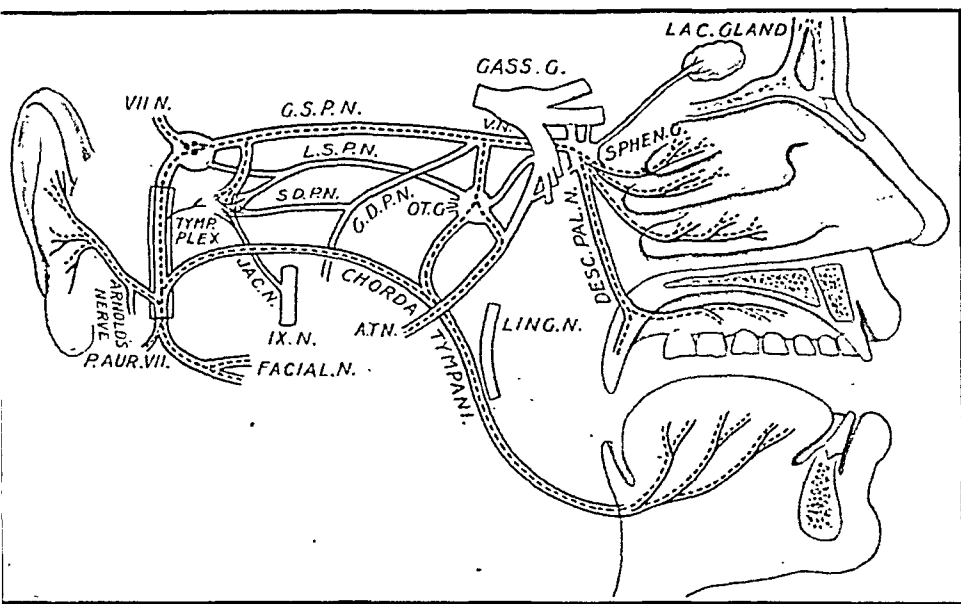 LAC. GLAND
GASS. G.
VII N.
G.S.P.N.
V.N.
SPHEN.G.
L.S.P.N.
S.D.P.N.
G.D.P.N.
OT.G
TYMP.
PLEX
DESC. PAL. N.
JAC. N.
CHORDA
TYMPANI.
ARNOLD'S
NERVE
IX. N.
A.T.N.
LING. N.
P. AUR. VII.
FACIAL. N.